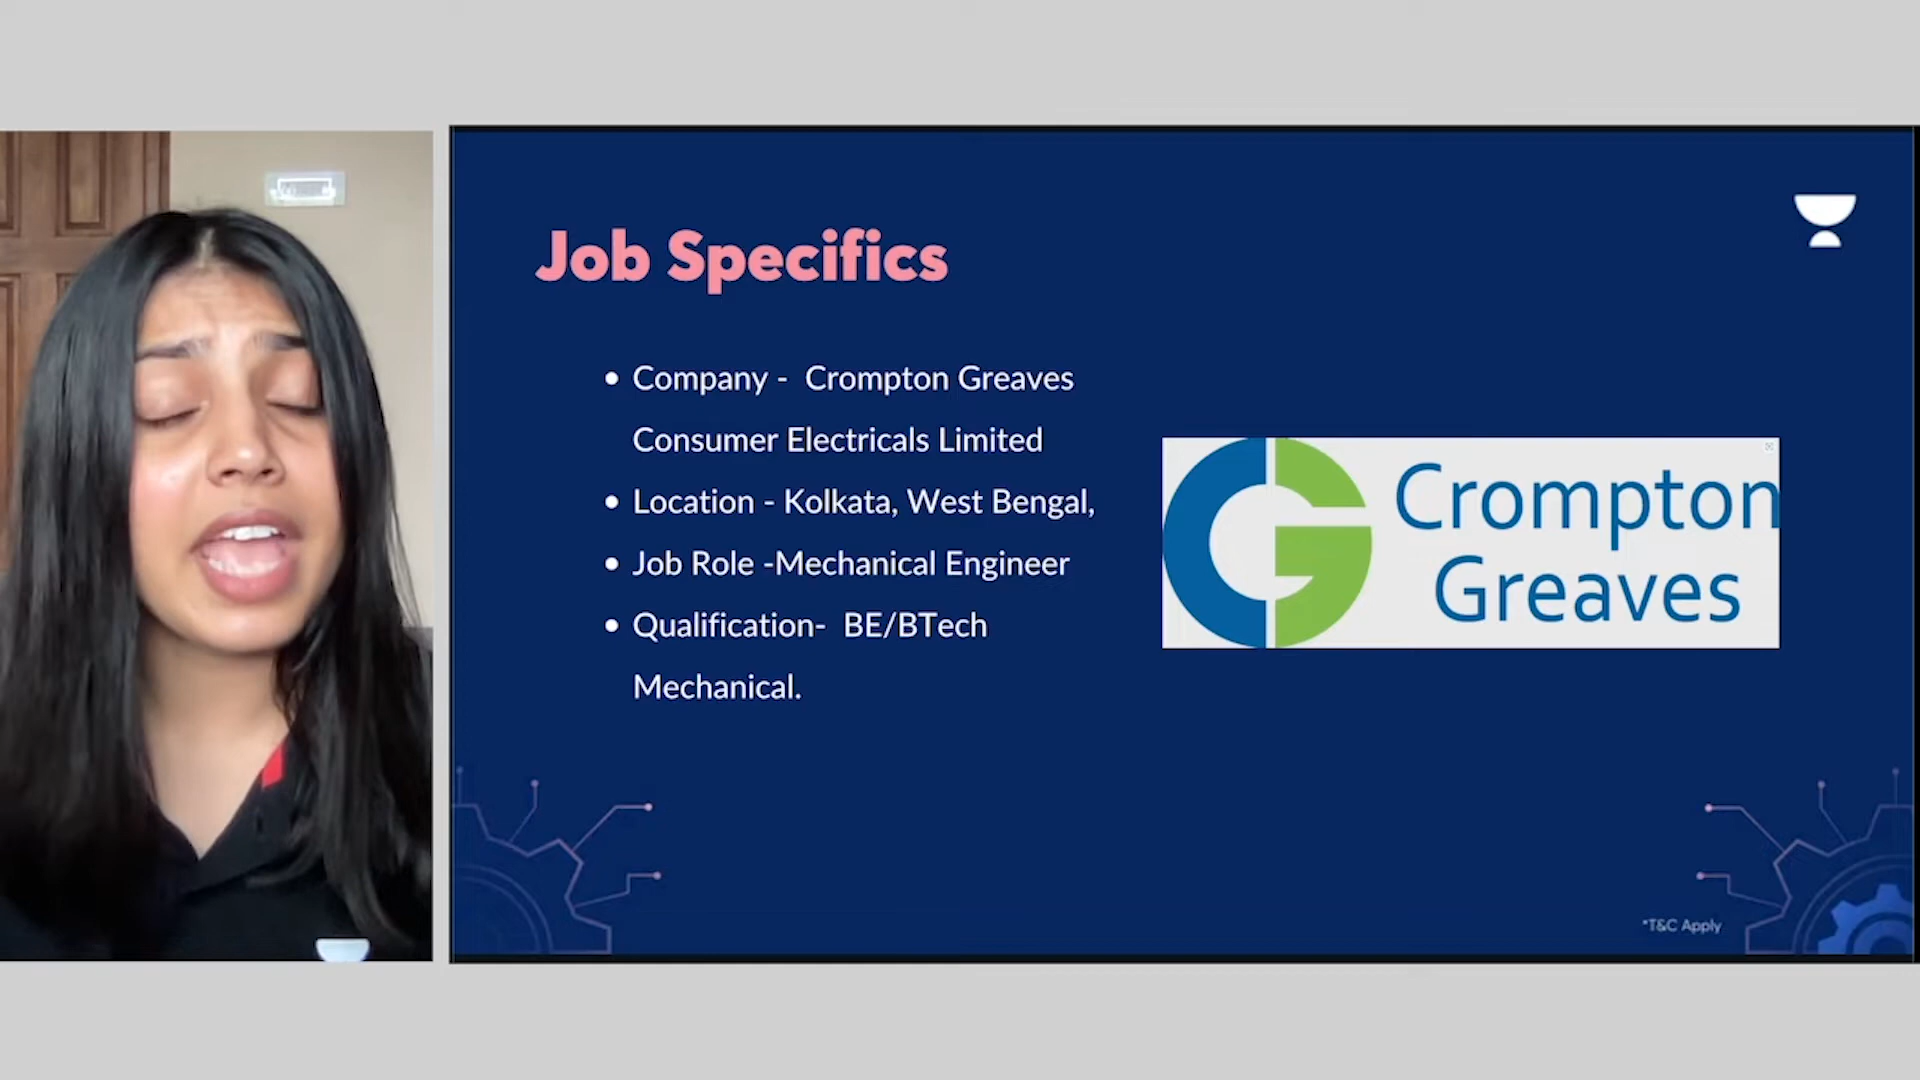 Job Specifics
Company - Crompton Greaves
Consumer Electricals Limited
Location - Kolkata, West Bengal,
Job Role -Mechanical Engineer
Qualification- BE/BTech
Mechanical.
Crompton
Greaves
*T&C Apply